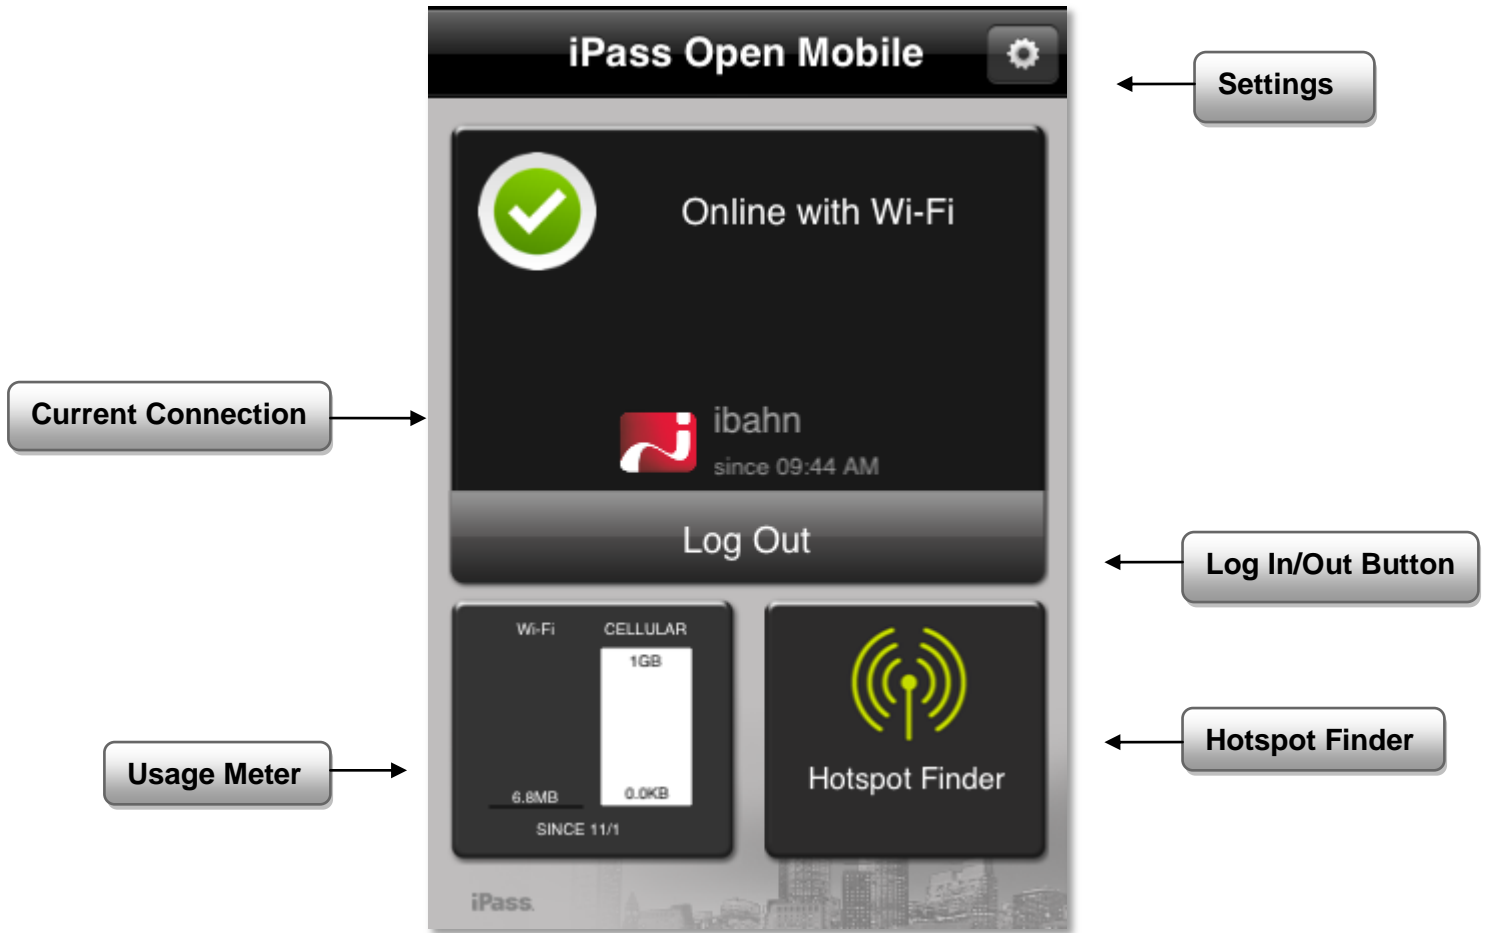 iPass Open Mobile
Settings
Online with Wi-Fi
Current Connection
ibahn
since 09:44 AM
Log Out
Log In/Out Button
Wi-Fi CELLULAR
1GB
Hotspot Finder
Usage Meter
Hotspot Finder
6.8MB 0.0KB
SINCE 11/1
iPass